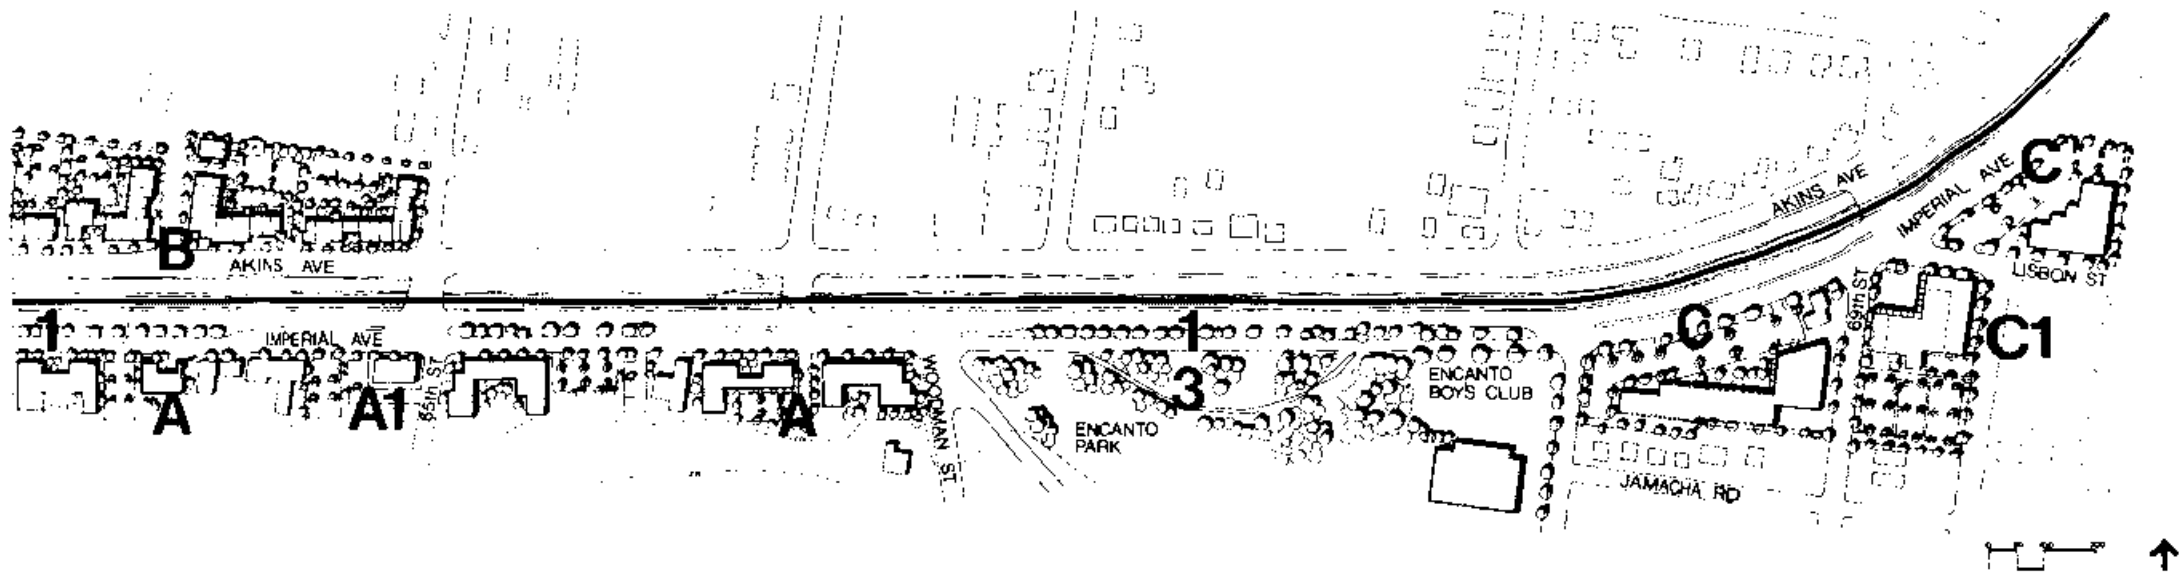 C
AKINS AVE
IMPERIAL AVE
B
AKINS AVE
LISBON ST
69th ST
1
IMPERIAL AVE
1
C
C1
65th ST
WOODMAN ST
ENCANTO
BOYS CLUB
3
A
A1
A
ENCANTO
PARK
JAMACHA RD